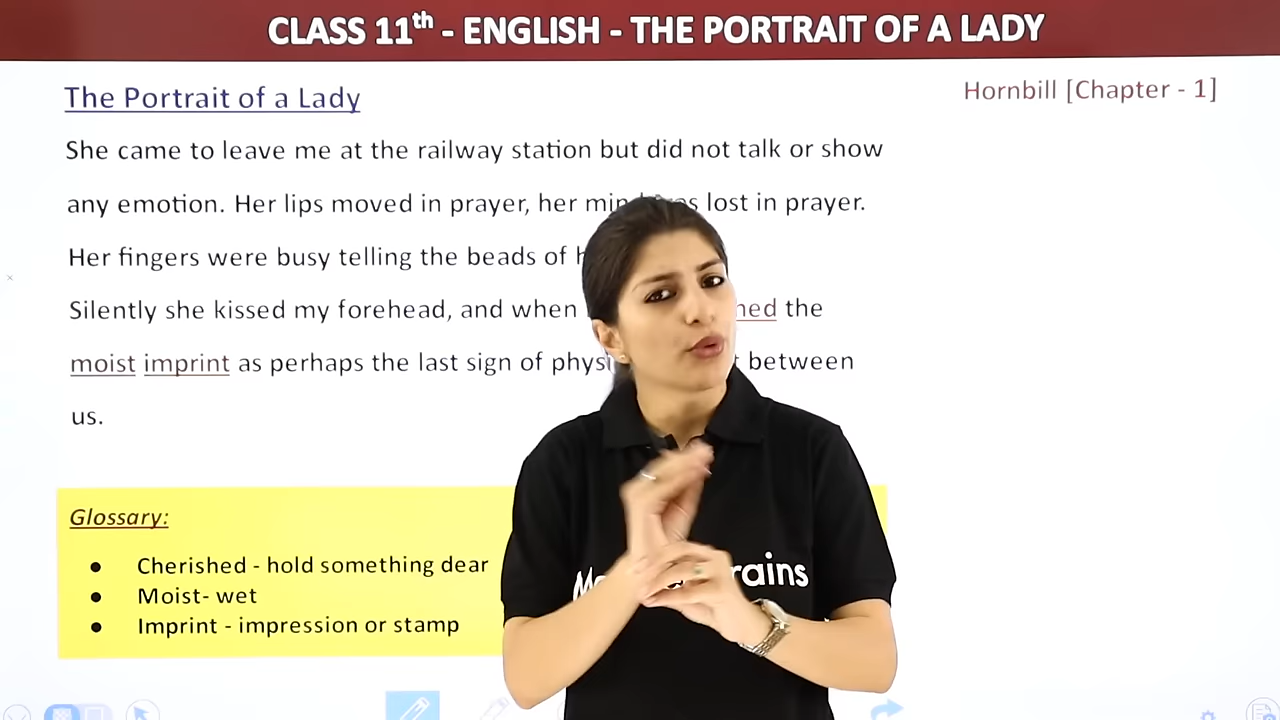 CLASS 11th - ENGLISH - THE PORTRAIT OF A LADY
The Portrait of a Lady
Hornbill [Chapter - 1]
She came to leave me at the railway station but did not talk or show
any emotion. Her lips moved in prayer, her lost in prayer.
Her fingers were busy telling the beads of
Silently she kissed my forehead, and when the
moist imprint as perhaps the last sign of between
us.
Glossary:
● Cherished - hold something dear
● Moist- wet
● Imprint - impression or stamp